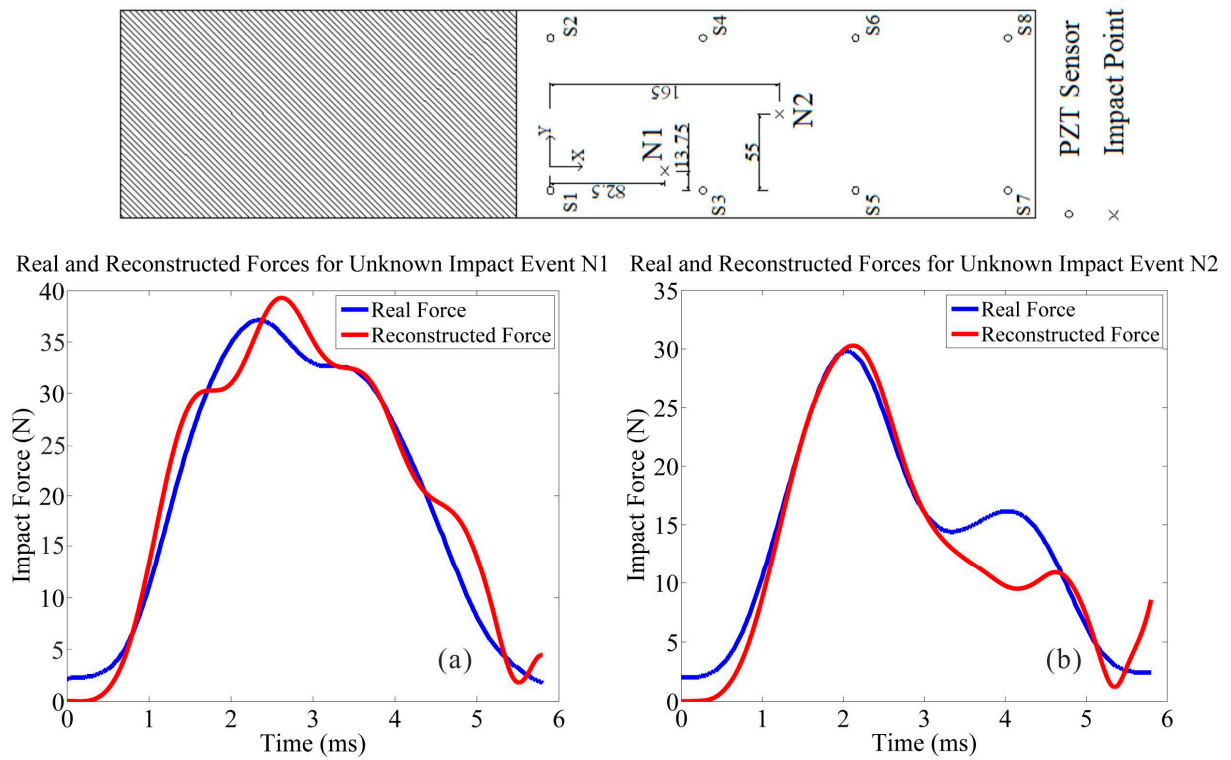 S2
S4
S6
S8
165
Y
X
N1
13.75
N2
55
82.5
S1
S3
S5
S7
PZT Sensor
Impact Point
Real and Reconstructed Forces for Unknown Impact Event N1
40
35
30
25
20
15
10
5
0
0 1 2 3 4 5 6
Impact Force (N)
Time (ms)
Real Force
Reconstructed Force
(a)
Real and Reconstructed Forces for Unknown Impact Event N2
35
30
25
20
15
10
5
0
0 1 2 3 4 5 6
Impact Force (N)
Time (ms)
Real Force
Reconstructed Force
(b)